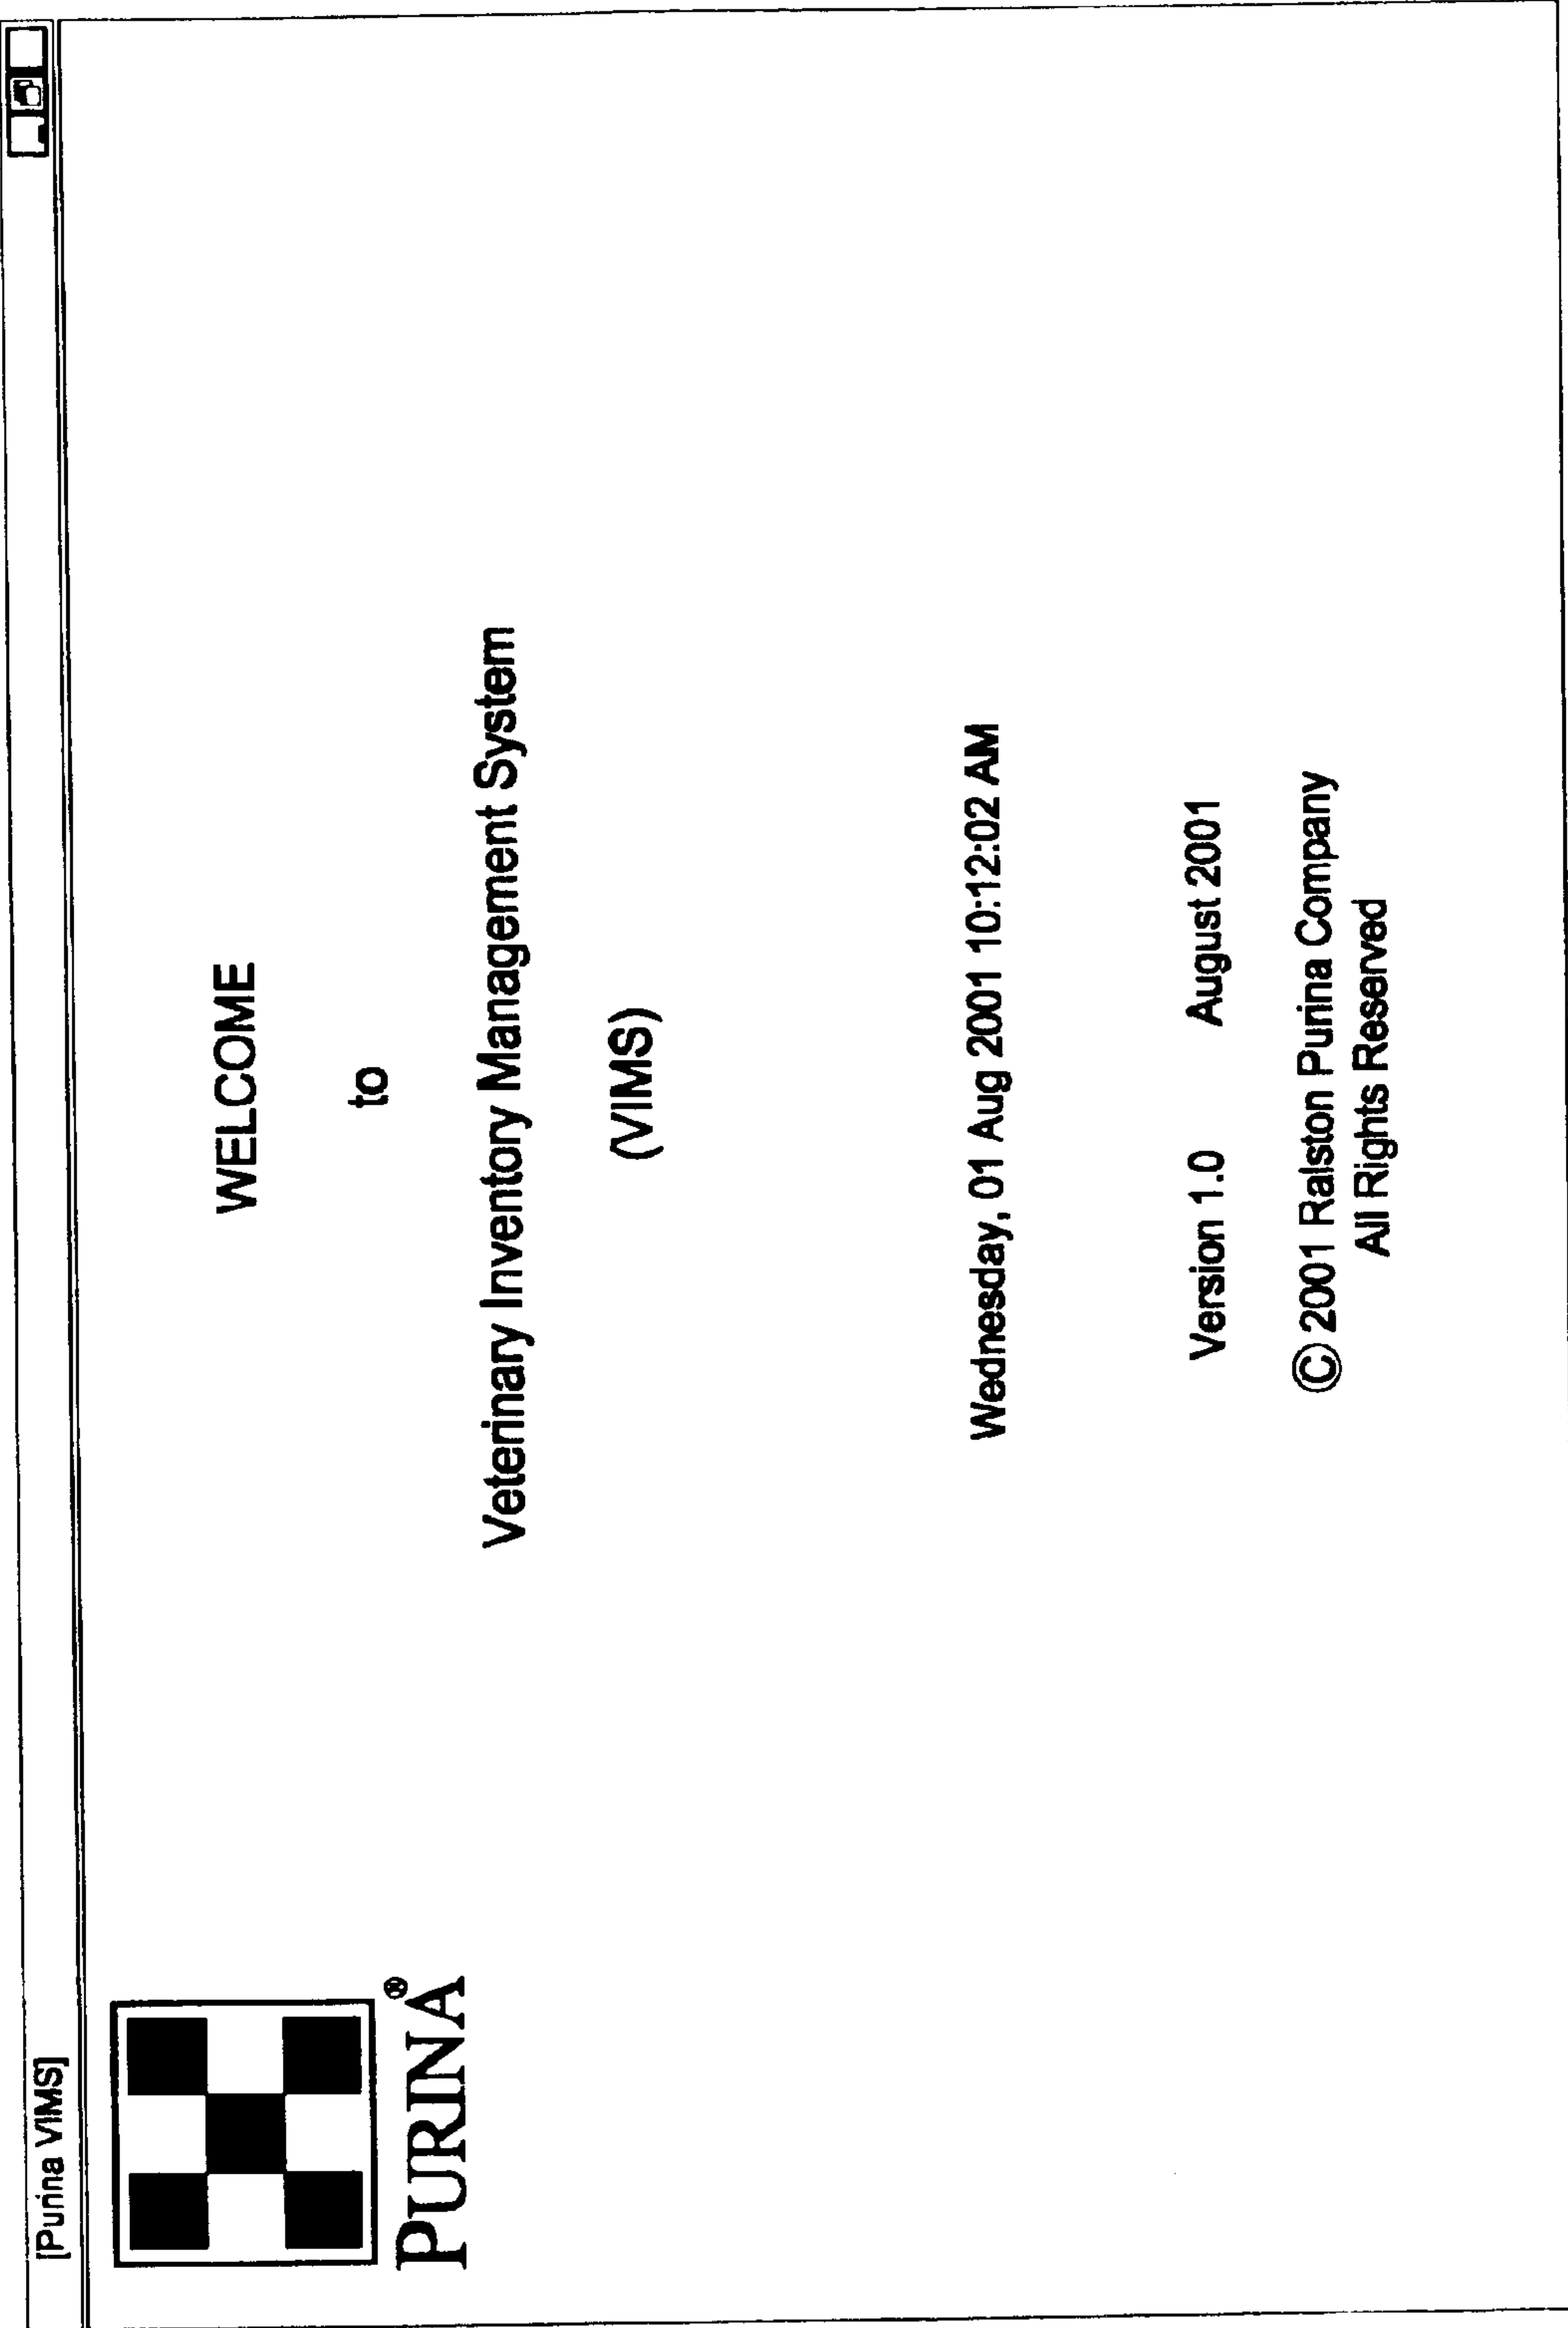 [Purina VIMS]
PURINA®
WELCOME
to
Veterinary Inventory Management System
(VIMS)
Wednesday, 01 Aug 2001 10:12:02 AM
Version 1.0 August 2001
© 2001 Ralston Purina Company
All Rights Reserved